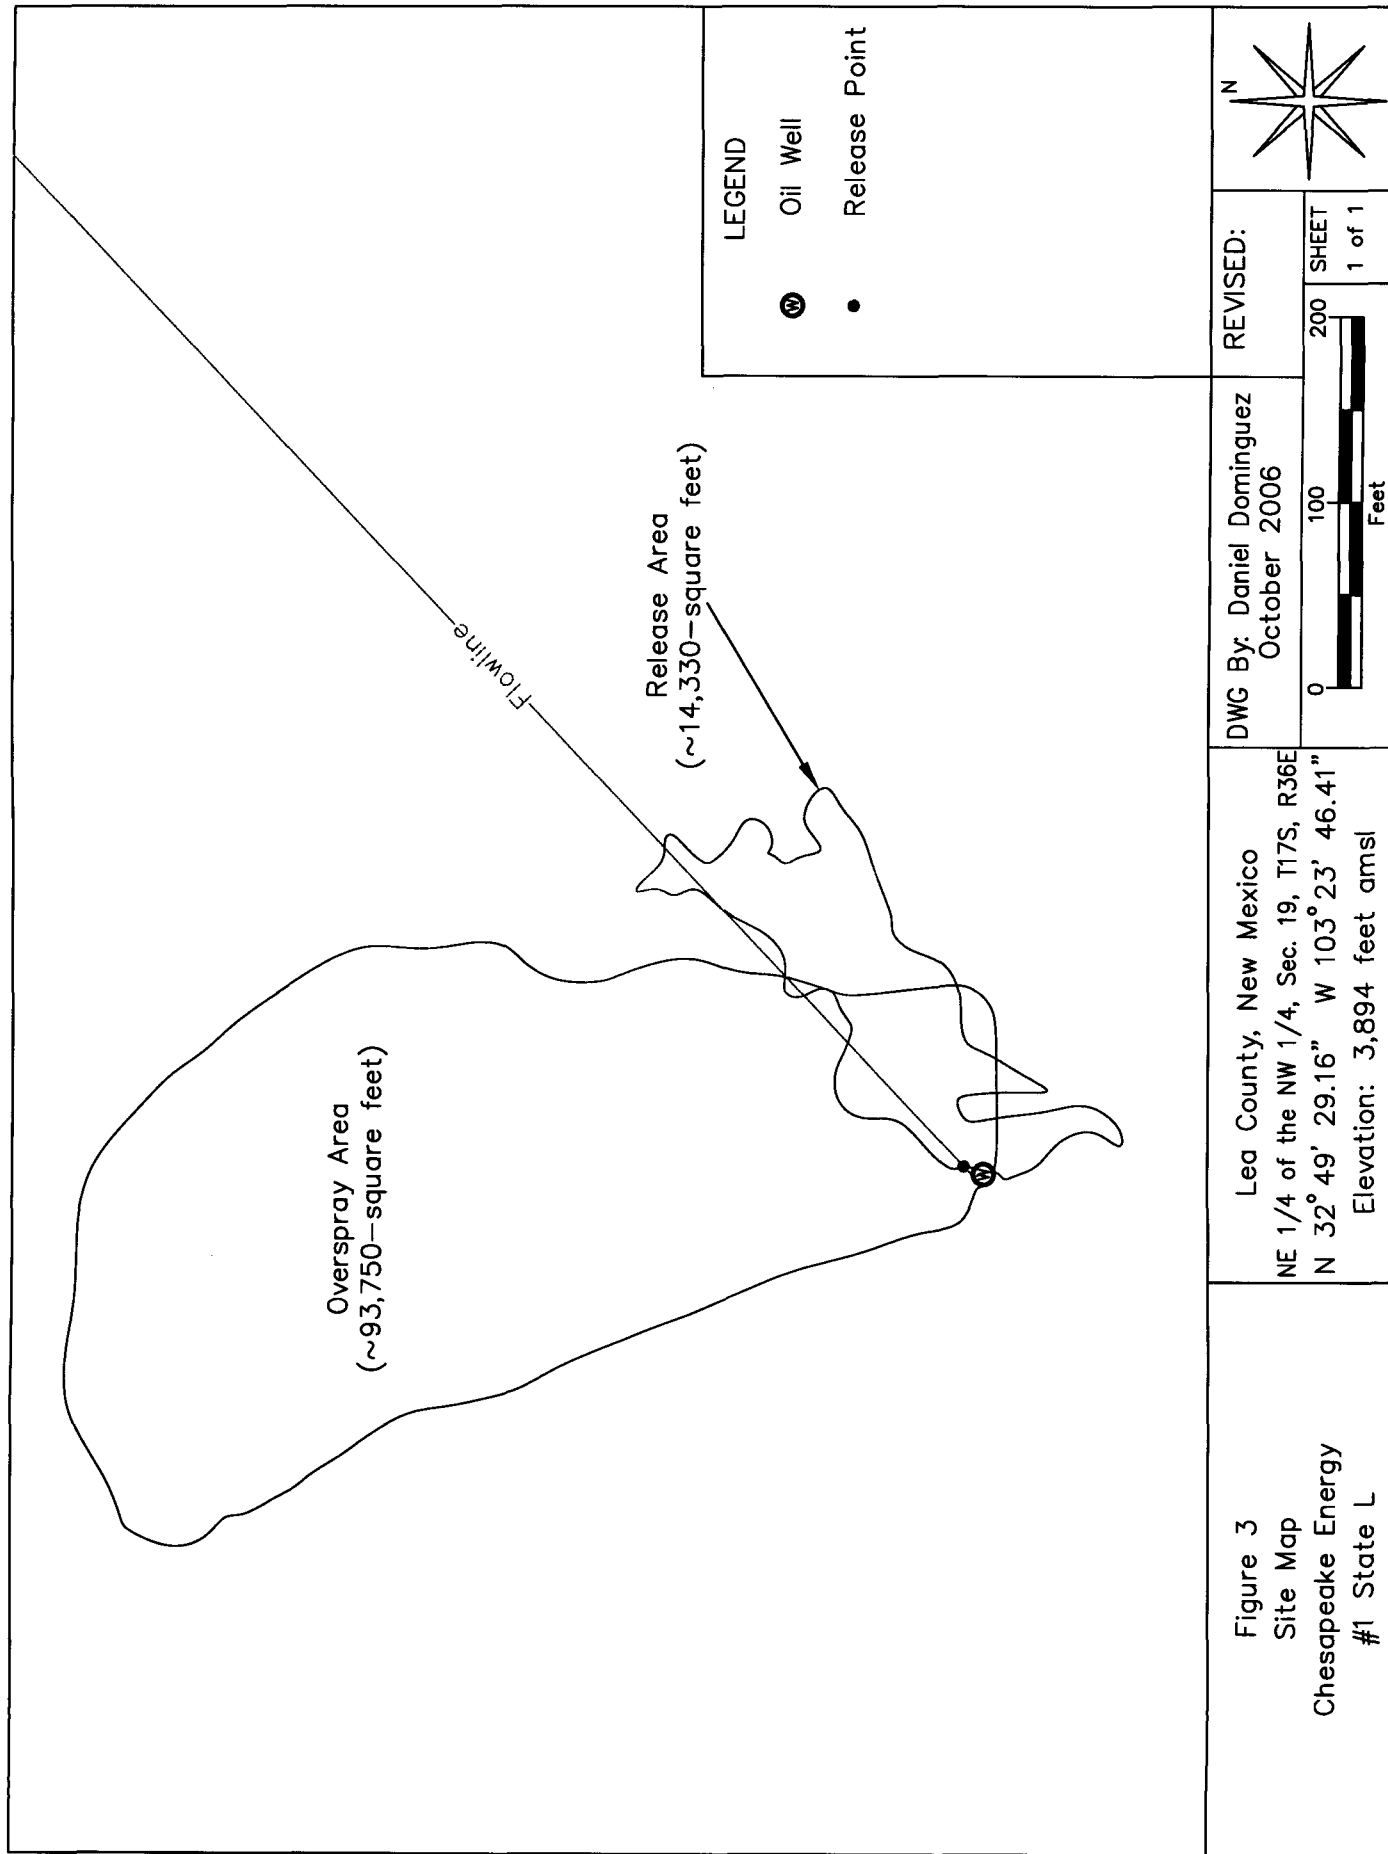 Overspray Area
(~93,750-square feet)
Flowline
Release Area
(~14,330-square feet)
W
LEGEND
W Oil Well
Release Point
Figure 3
Site Map
Chesapeake Energy
#1 State L
Lea County, New Mexico
NE 1/4 of the NW 1/4, Sec. 19, T17S, R36E
N 32° 49' 29.16" W 103° 23' 46.41"
Elevation: 3,894 feet amsl
DWG By: Daniel Dominguez
October 2006
REVISED:
0 100 200
Feet
SHEET
1 of 1
N